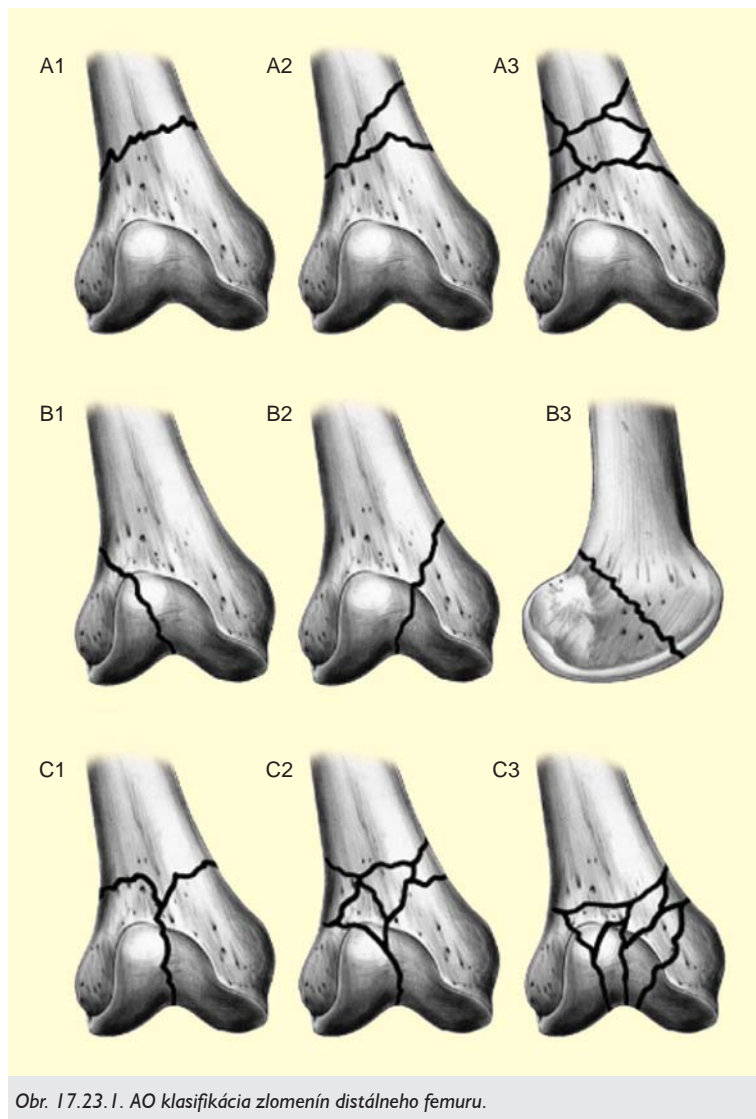 A1 A2 A3
B1 B2 B3
C1 C2 C3
Obr. 17.23.1. AO klasifikácia zlomenín distálneho femuru.